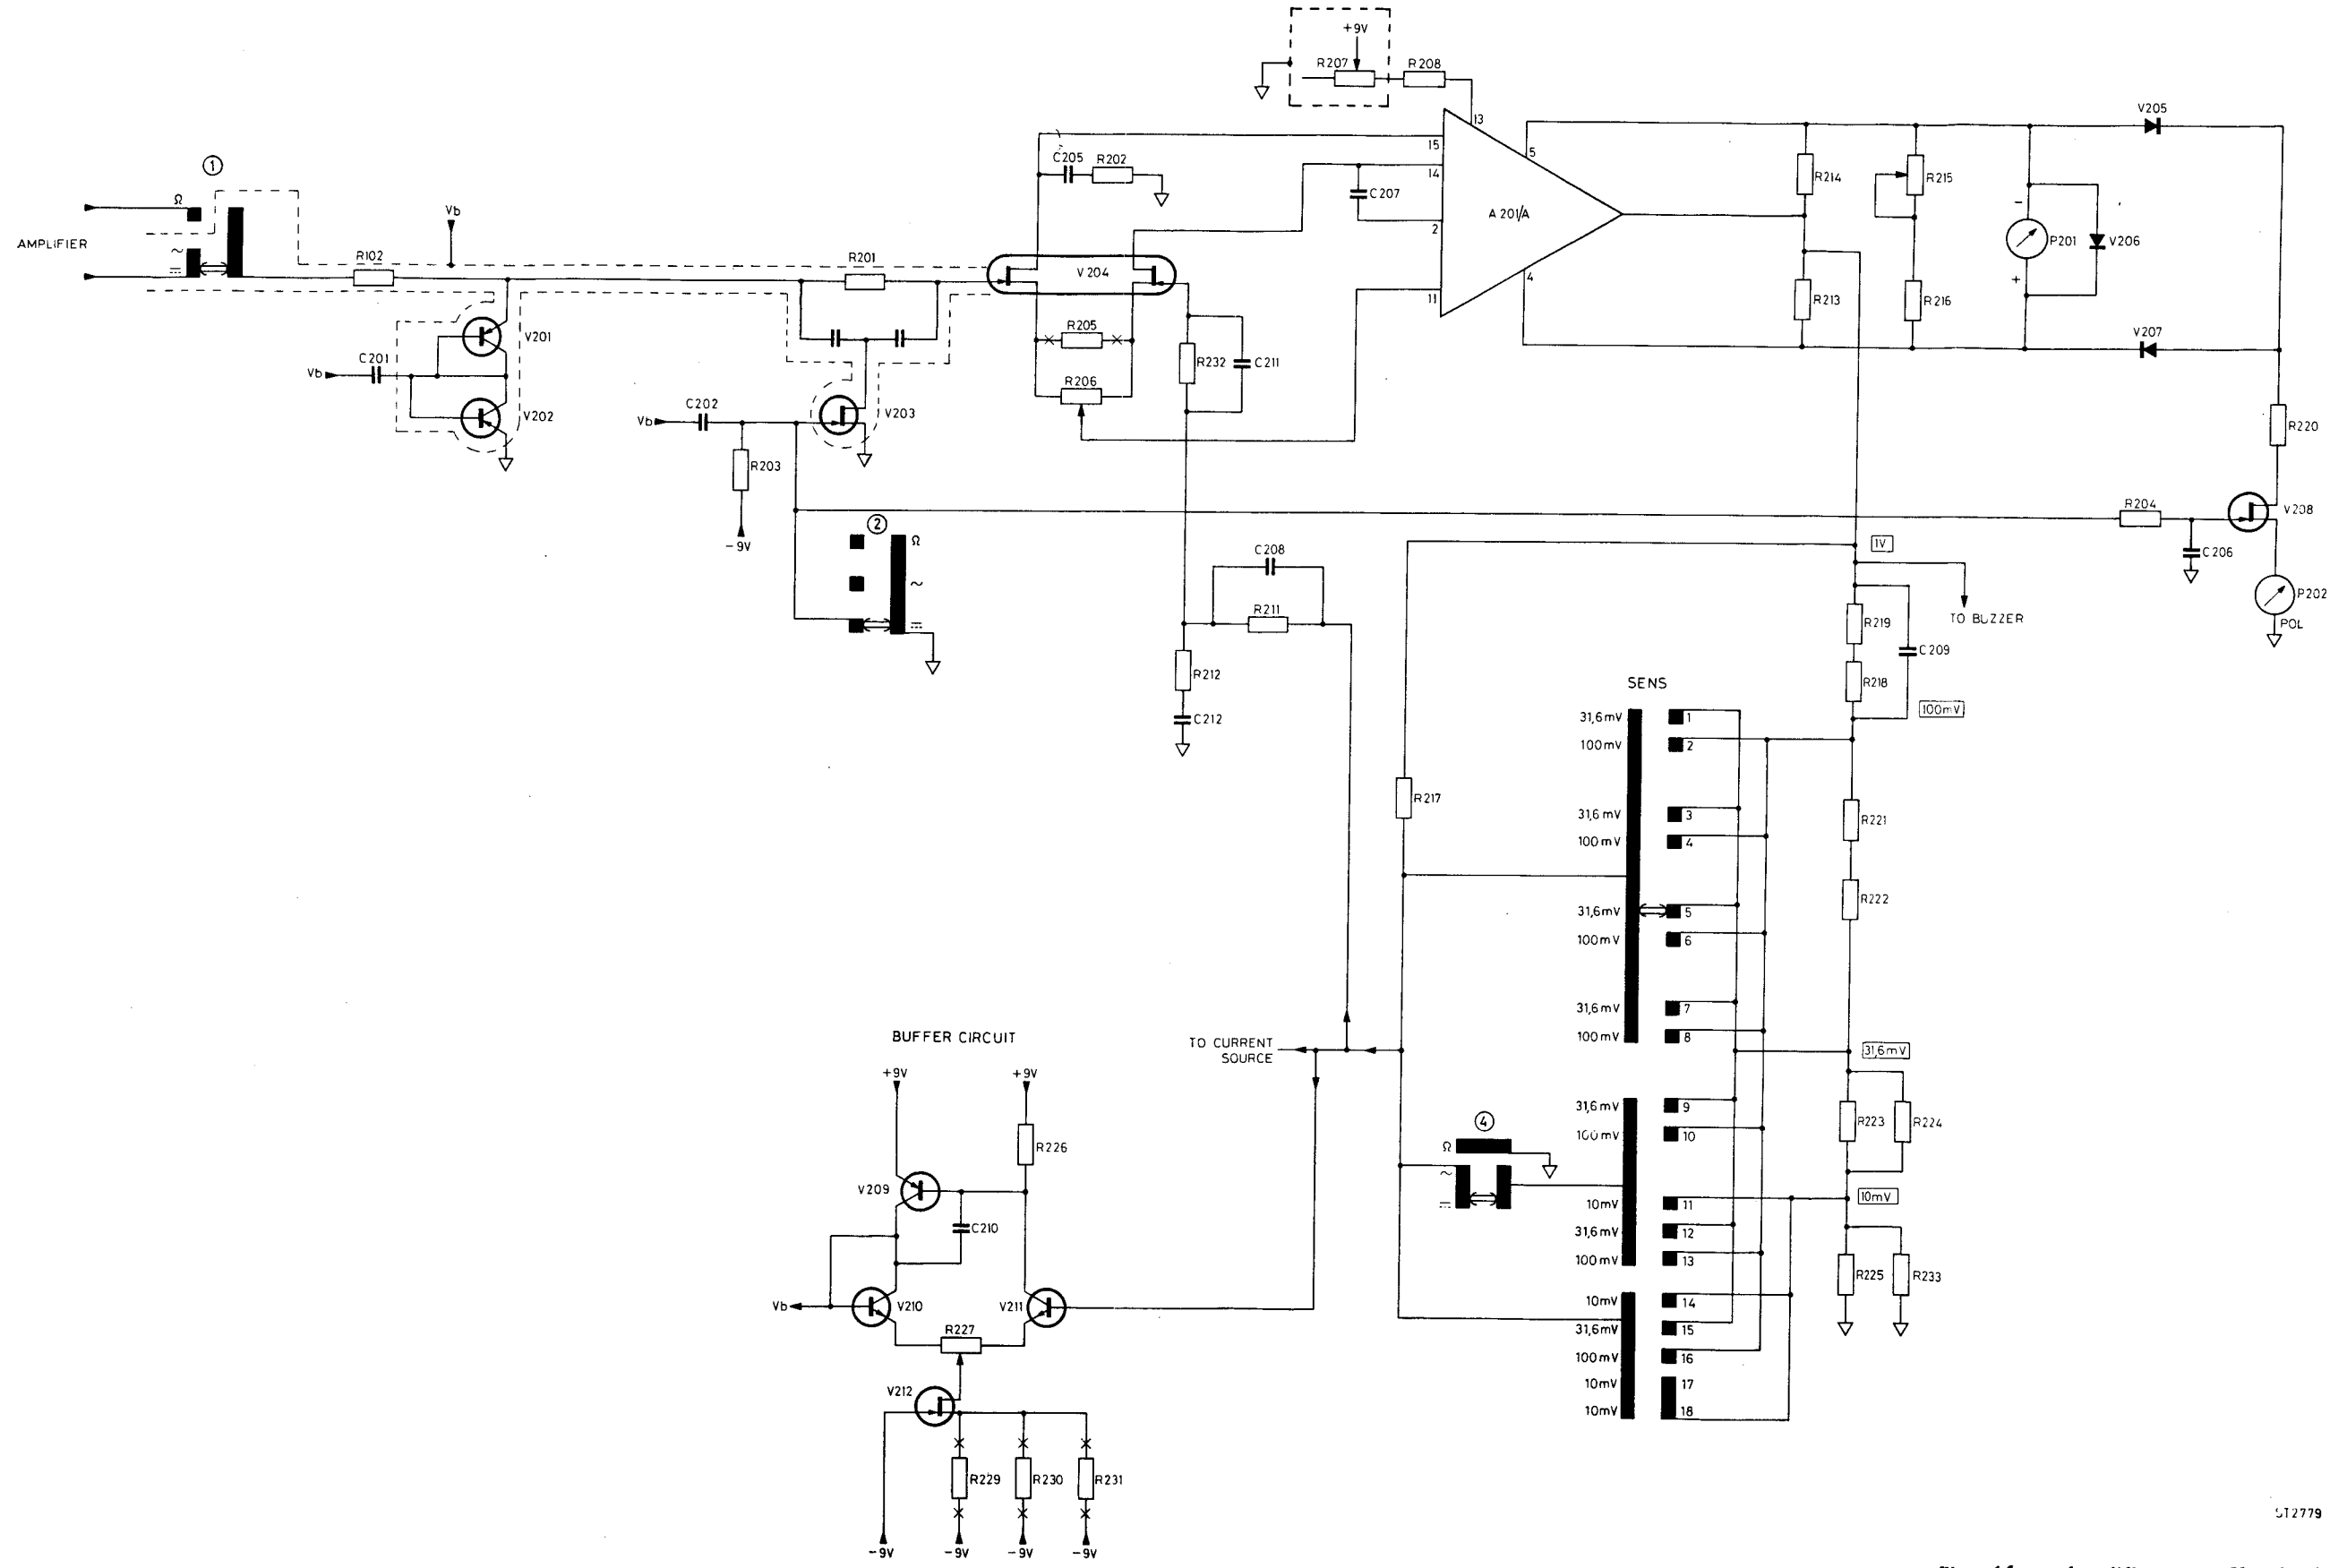 +9V
R207
R208
13
V205
15
5
C205
R202
14
1
C207
R214
R215
Ω
2
A 201/A
Vb
AMPLIFIER
~
-
P201
V206
R102
R201
V 204
+
4
11
R213
R216
V201
R205
V207
C201
Vb
R232
C211
R206
V202
C202
V203
Vb
R220
R203
R204
V208
2
-9V
Ω
1V
C206
C208
~
P202
R211
R219
TO BUZZER
POL
C209
R212
R218
SENS
100mV
C212
31,6mV
1
100mV
2
R217
31,6mV
3
R221
100mV
4
R222
31,6mV
5
100mV
6
31,6mV
7
BUFFER CIRCUIT
100mV
8
TO CURRENT
SOURCE
31,6mV
+9V
+9V
31,6mV
9
4
R223
R224
100mV
10
R226
Ω
~
V209
10mV
11
10mV
C210
31,6mV
12
100mV
13
R225
R233
Vb
V210
V211
10mV
14
R227
31,6mV
15
100mV
16
V212
10mV
17
10mV
18
R229
R230
R231
ST2779
-9V
-9V
-9V
-9V